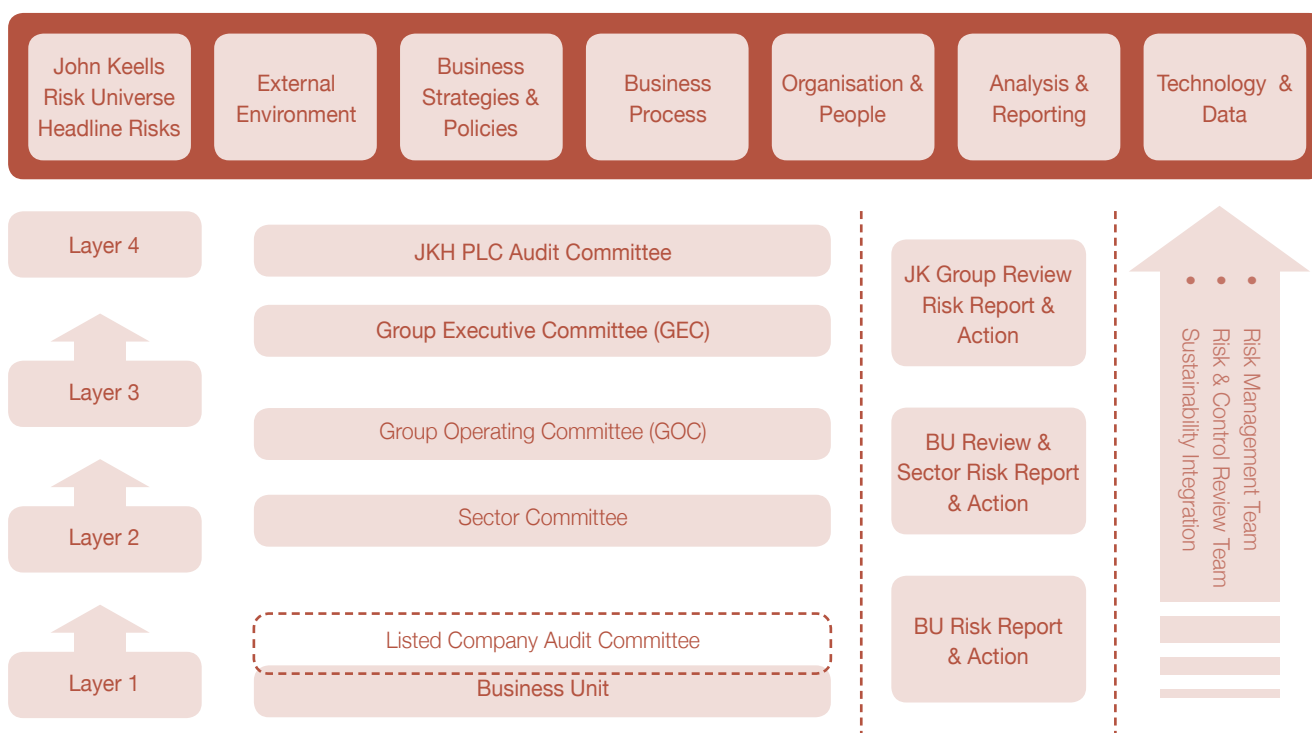 John Keells
Risk Universe
Headline Risks
External
Environment
Business
Strategies &
Policies
Business
Process
Organisation &
People
Analysis &
Reporting
Technology &
Data
Layer 4
Layer 3
Layer 2
Layer 1
JKH PLC Audit Committee
Group Executive Committee (GEC)
Group Operating Committee (GOC)
Sector Committee
Listed Company Audit Committee
Business Unit
JK Group Review
Risk Report &
Action
BU Review &
Sector Risk Report
& Action
BU Risk Report
& Action
• Risk Management Team
• Risk & Control Review Team
• Sustainability Integration